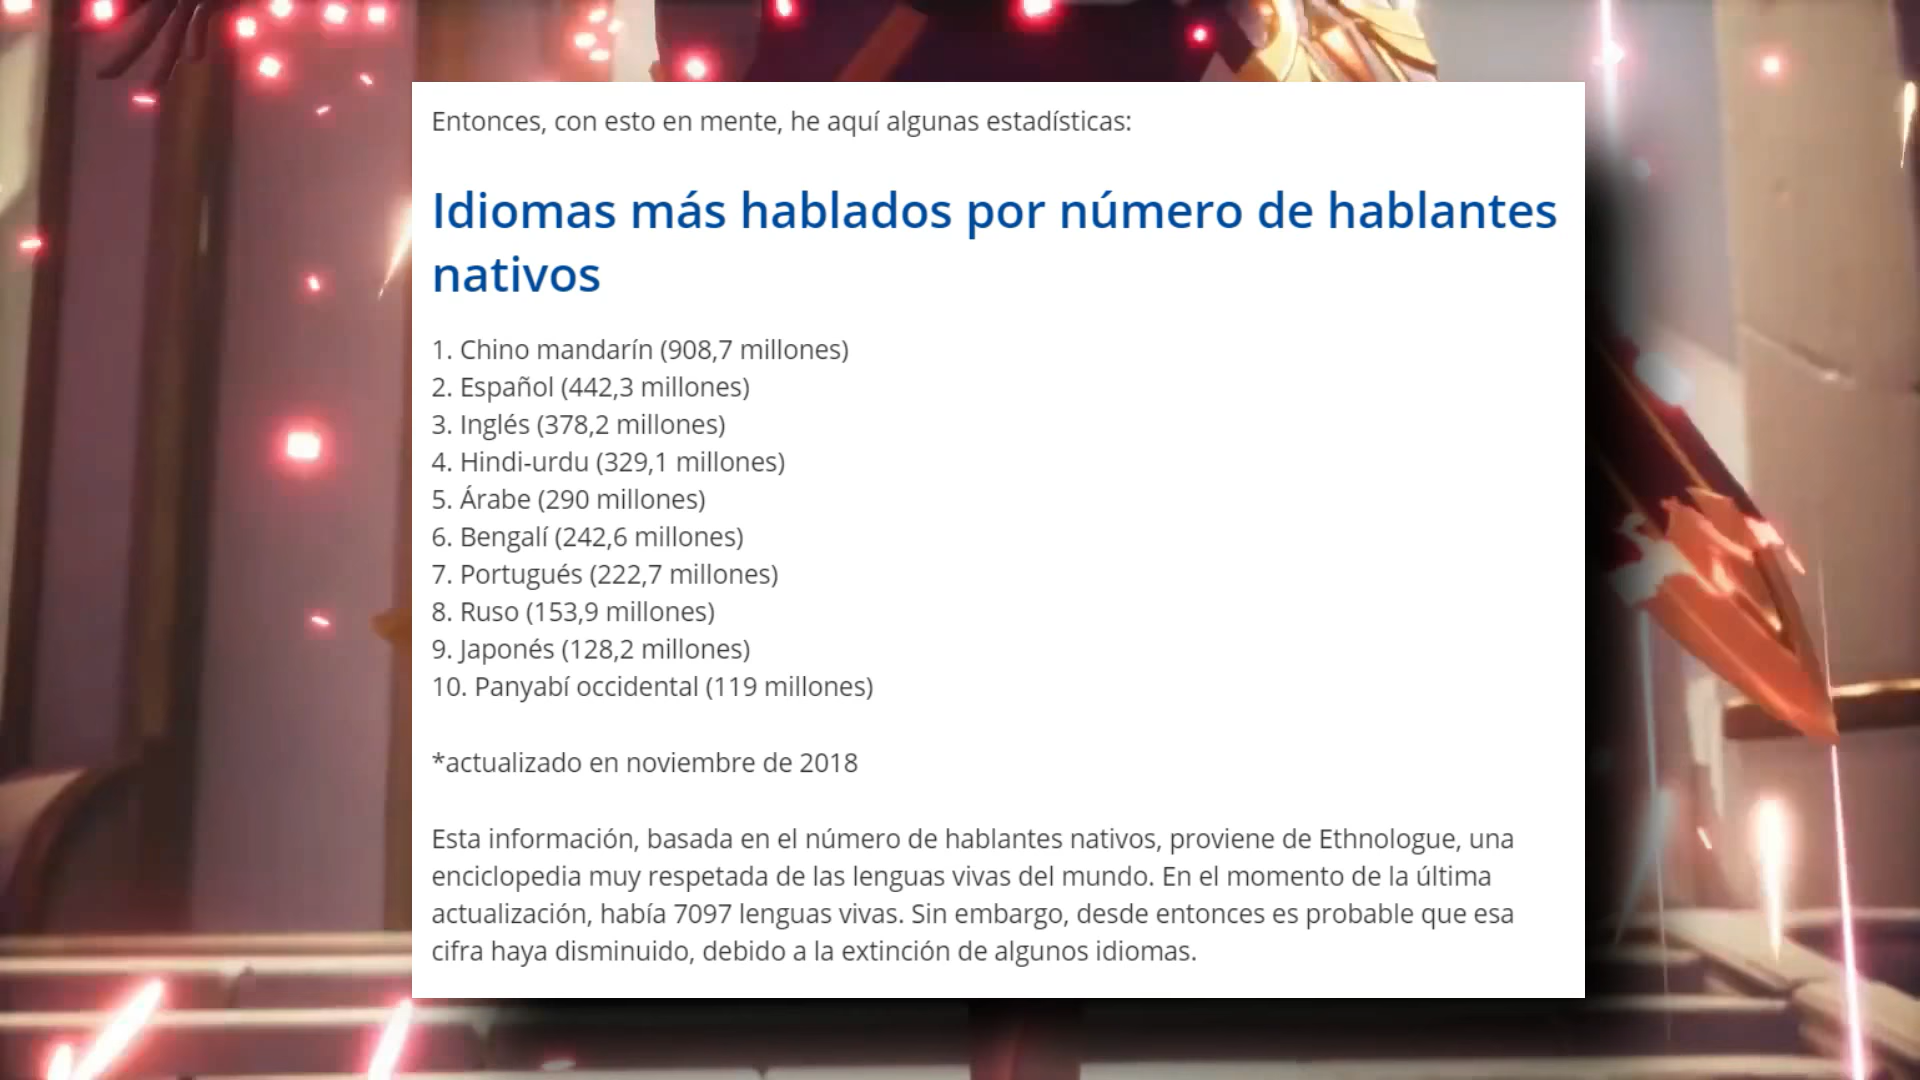 Entonces, con esto en mente, he aquí algunas estadísticas:
Idiomas más hablados por número de hablantes
nativos
1. Chino mandarín (908,7 millones)
2. Español (442,3 millones)
3. Inglés (378,2 millones)
4. Hindi-urdu (329,1 millones)
5. Árabe (290 millones)
6. Bengalí (242,6 millones)
7. Portugués (222,7 millones)
8. Ruso (153,9 millones)
9. Japonés (128,2 millones)
10. Panyabí occidental (119 millones)
*actualizado en noviembre de 2018
Esta información, basada en el número de hablantes nativos, proviene de Ethnologue, una
enciclopedia muy respetada de las lenguas vivas del mundo. En el momento de la última
actualización, había 7097 lenguas vivas. Sin embargo, desde entonces es probable que esa
cifra haya disminuido, debido a la extinción de algunos idiomas.